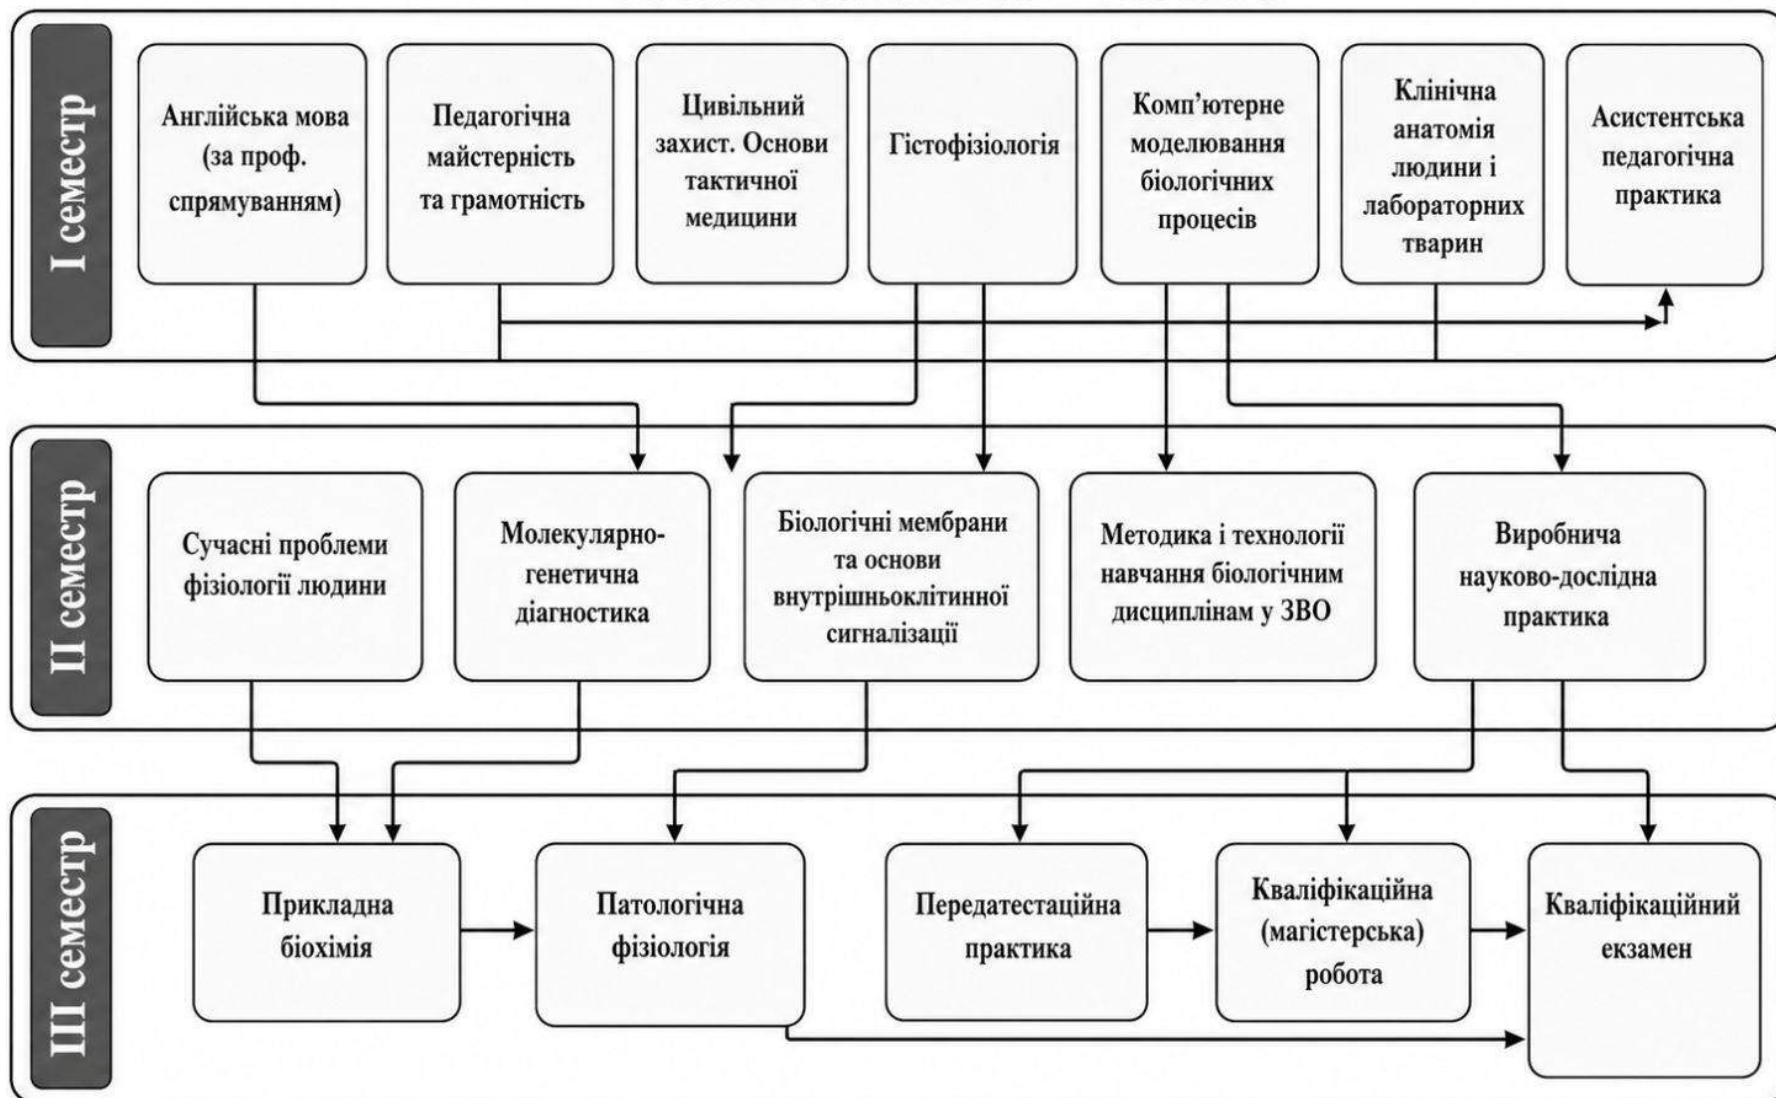 I семестр
Англійська мова
(за проф.
спрямуванням)
Педагогічна
майстерність
та грамотність
Цивільний
захист. Основи
тактичної
медицини
Гістофізіологія
Комп’ютерне
моделювання
біологічних
процесів
Клінічна
анатомія
людини і
лабораторних
тварин
Асистентська
педагогічна
практика
II семестр
Сучасні проблеми
фізіології людини
Молекулярно-
генетична
діагностика
Біологічні мембрани
та основи
внутрішньоклітинної
сигналізації
Методика і технології
навчання біологічним
дисциплінам у ЗВО
Виробнича
науково-дослідна
практика
III семестр
Прикладна
біохімія
Патологічна
фізіологія
Передатестаційна
практика
Кваліфікаційна
(магістерська)
робота
Кваліфікаційний
екзамен